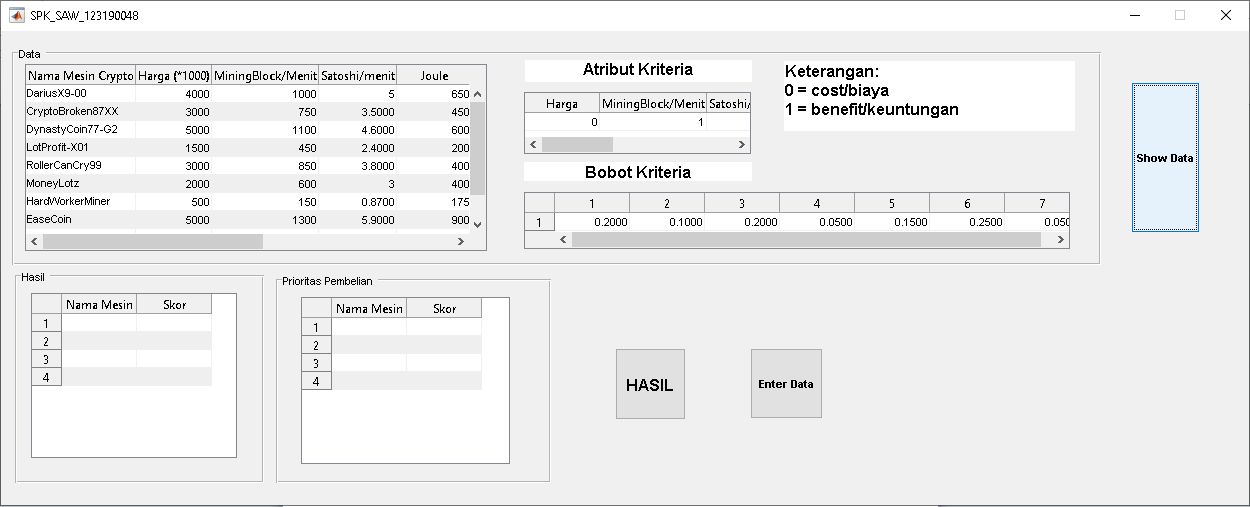 SPK_SAW_123190048
Data
Nama Mesin Crypto Harga (*1000) MiningBlock/Menit Satoshi/menit Joule
DariusX9-00 4000 1000 5 650
CryptoBroken87XX 3000 750 3.5000 450
DynastyCoin77-G2 5000 1100 4.6000 600
LotProfit-X01 1500 450 2.4000 200
RollerCanCry99 3000 850 3.8000 400
MoneyLotz 2000 600 3 400
HardWorkerMiner 500 150 0.8700 175
EaseCoin 5000 1300 5.9000 900
Atribut Kriteria
Harga MiningBlock/Menit Satoshi/
0 1
Bobot Kriteria
1 2 3 4 5 6 7
1 0.2000 0.1000 0.2000 0.0500 0.1500 0.2500 0.050
Keterangan:
0 = cost/biaya
1 = benefit/keuntungan
Show Data
Hasil
Nama Mesin Skor
1
2
3
4
Prioritas Pembelian
Nama Mesin Skor
1
2
3
4
HASIL
Enter Data